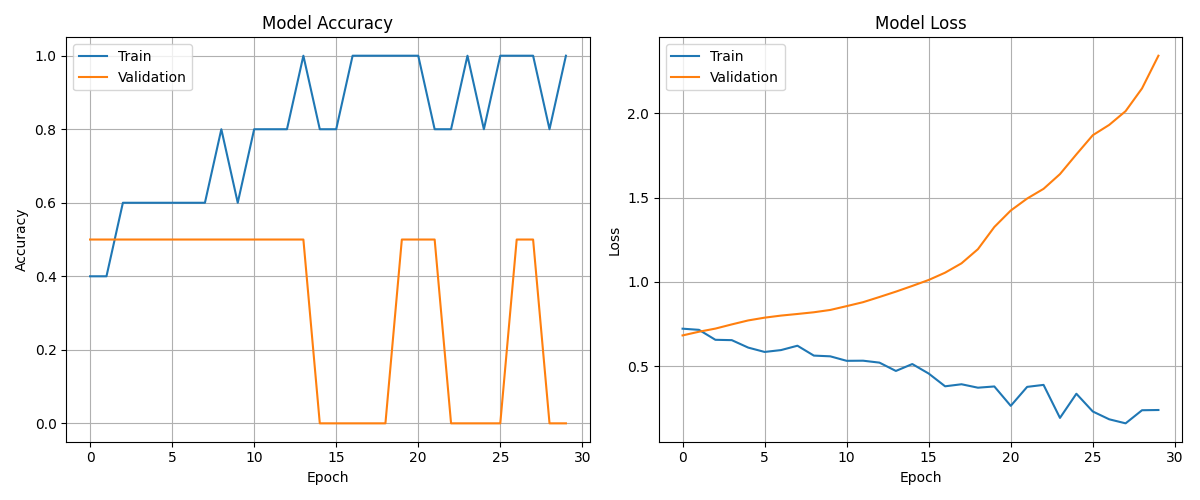 Model Accuracy
Train
Validation
1.0
0.8
0.6
0.4
0.2
0.0
Accuracy
0 5 10 15 20 25 30
Epoch
Model Loss
Train
Validation
2.0
1.5
1.0
0.5
Loss
0 5 10 15 20 25 30
Epoch